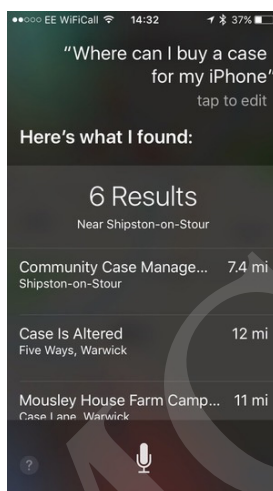 EE WiFiCall 14:32 37%
“Where can I buy a case
for my iPhone”
tap to edit
Here’s what I found:
6 Results
Near Shipston-on-Stour
Community Case Manage... 7.4 mi
Shipston-on-Stour
Case Is Altered 12 mi
Five Ways, Warwick
Mousley House Farm Camp... 11 mi
Case Lane, Warwick
?